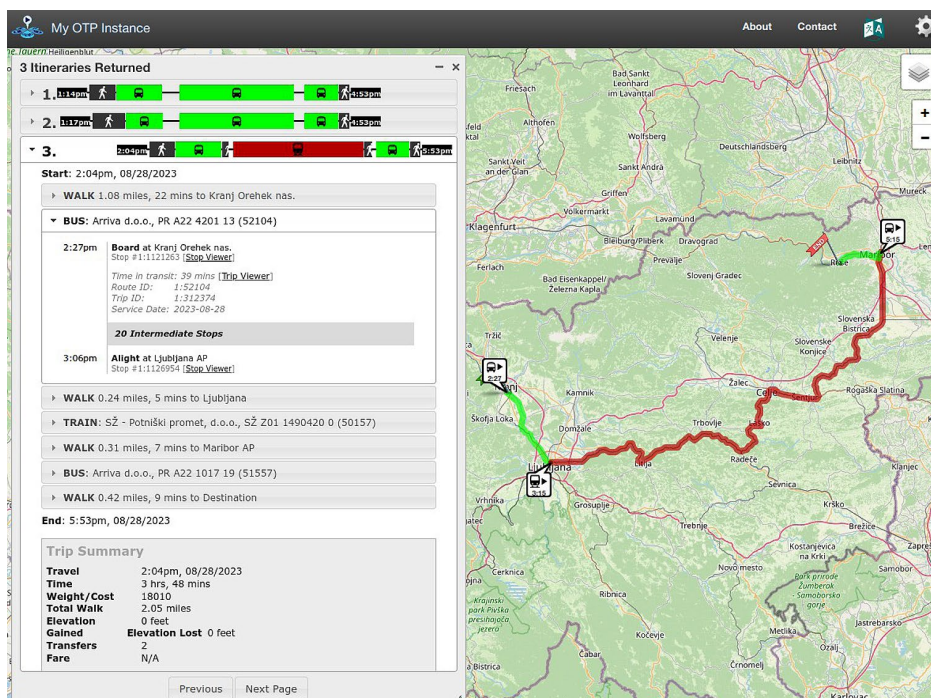 My OTP Instance
About
Contact
3 Itineraries Returned
1. 1:14pm 4:53pm
2. 1:17pm 4:53pm
3. 2:04pm 5:53pm
Start: 2:04pm, 08/28/2023
WALK 1.08 miles, 22 mins to Kranj Orehek nas.
BUS: Arriva d.o.o., PR A22 4201 13 (52104)
2:27pm Board at Kranj Orehek nas.
Stop #1:1121263 [Stop Viewer]
Time in transit: 39 mins [Trip Viewer]
Route ID: 1:52104
Trip ID: 1:312374
Service Date: 2023-08-28
20 Intermediate Stops
3:06pm Alight at Ljubljana AP
Stop #1:1126954 [Stop Viewer]
WALK 0.24 miles, 5 mins to Ljubljana
TRAIN: SŽ - Potniški promet, d.o.o., SŽ Z01 1490420 0 (50157)
WALK 0.31 miles, 7 mins to Maribor AP
BUS: Arriva d.o.o., PR A22 1017 19 (51557)
WALK 0.42 miles, 9 mins to Destination
End: 5:53pm, 08/28/2023
Trip Summary
Travel 2:04pm, 08/28/2023
Time 3 hrs, 48 mins
Weight/Cost 18010
Total Walk 2.05 miles
Elevation 0 feet
Gained Elevation Lost 0 feet
Transfers 2
Fare N/A
Previous
Next Page
Heiligenblut
Friesach
Bad Sankt
Leonhard
im Lavanttal
Althofen
Wolfsberg
Deutschlandsberg
Leibnitz
Sankt Veit
an der Glan
Sankt Andrä
Griffen
Mureck
Völkermarkt
Lavamund
Klagenfurt
Bleiburg/Pliberk
Dravograd
END
5:15
Ruše
Maribor
Prevalje
Ferlach
Bad Eisenkappel/
Železna Kapla
Slovenj Gradec
Slovenska
Bistrica
Tržič
Velenje
Slovenske
Konjice
2:27
Žalec
Celje
Šentjur
Rogaška Slatina
Kamnik
Škofja Loka
Domžale
Trbovlje
Laško
Ljubljana
Litija
Radeče
Klanjec
3:15
Sevnica
Vrhnika
Grosuplje
Krško
Trebnje
Brežice
Kostanjevica
na Krki
Cerknica
Novo mesto
Park prirode
Žumberak -
Samoborsko
gorje
Samobor
Ribnica
Krajinski
park Pivška
presihajoča
jezera
Jastrebarsko
Kočevje
Metlika
Ozalj
Čabar
Črnomelj
Karlovac